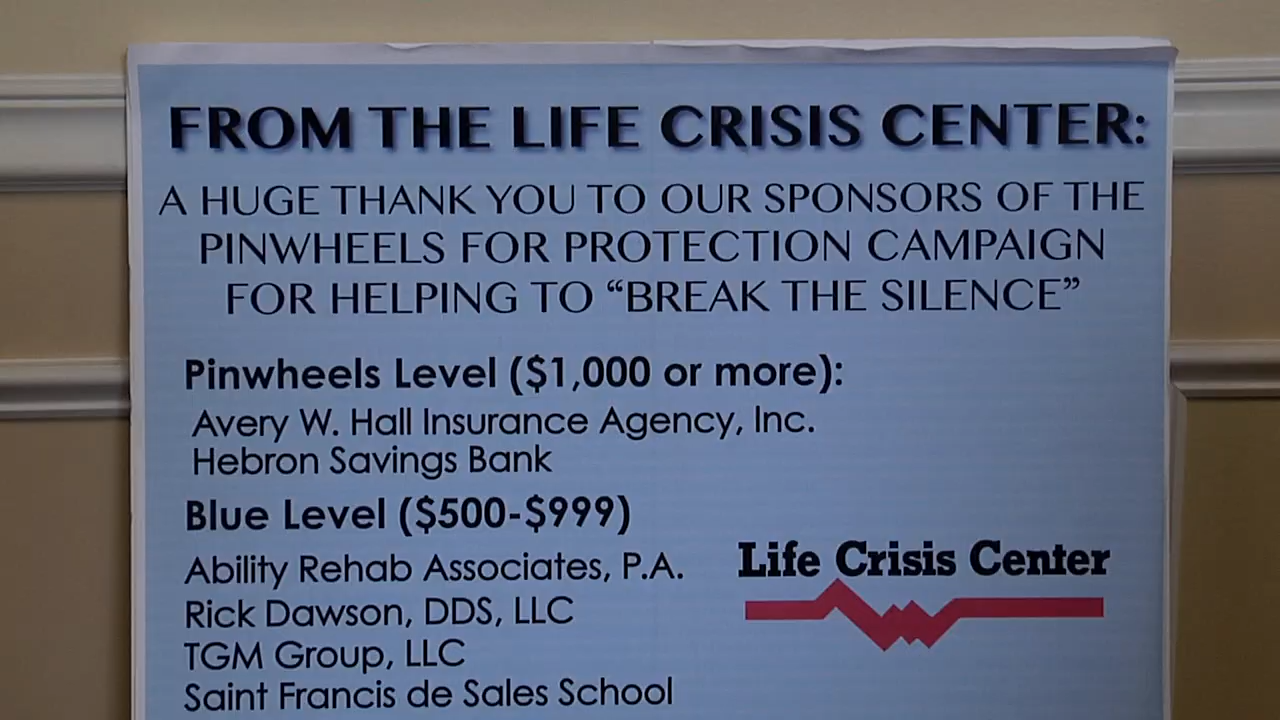 FROM THE LIFE CRISIS CENTER:
A HUGE THANK YOU TO OUR SPONSORS OF THE
PINWHEELS FOR PROTECTION CAMPAIGN
FOR HELPING TO “BREAK THE SILENCE”
Pinwheels Level ($1,000 or more):
Avery W. Hall Insurance Agency, Inc.
Hebron Savings Bank
Blue Level ($500-$999)
Ability Rehab Associates, P.A.
Rick Dawson, DDS, LLC
TGM Group, LLC
Saint Francis de Sales School
Life Crisis Center